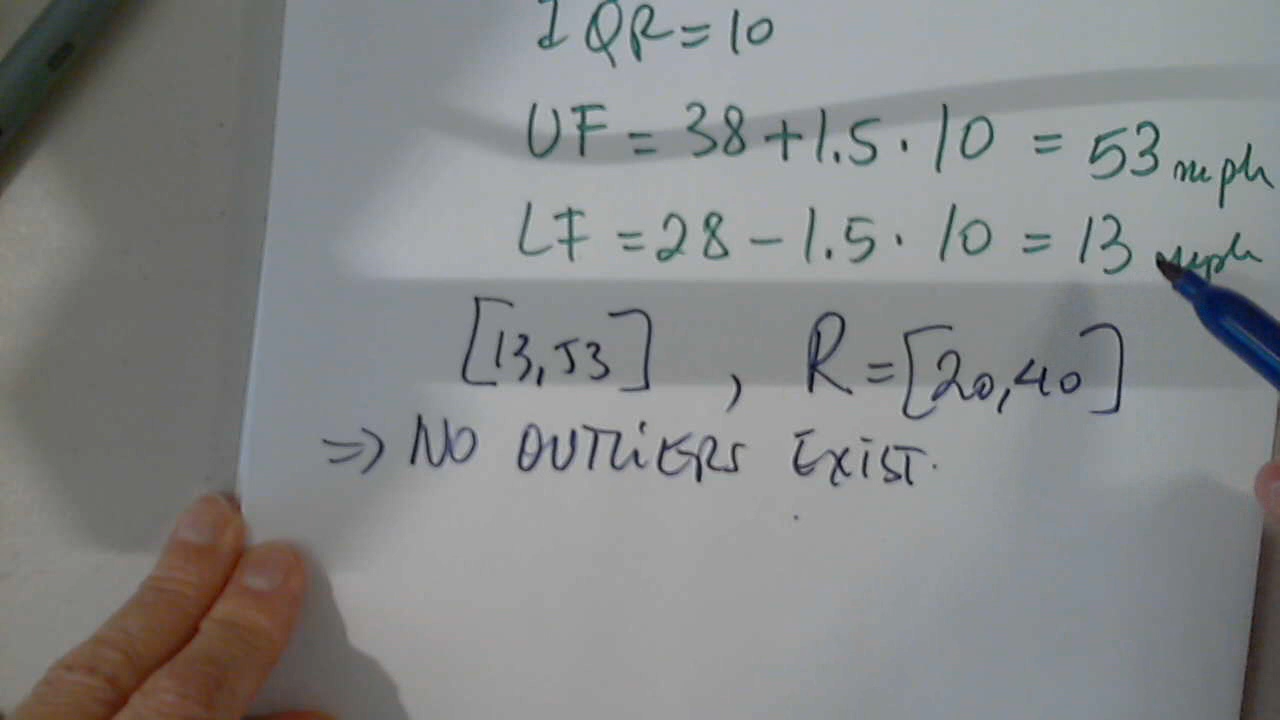 IQR = 10
UF = 38 + 1.5 · 10 = 53 mph
LF = 28 - 1.5 · 10 = 13 mph
[13, 53] , R = [20, 40]
⇒ NO OUTLIERS EXIST.